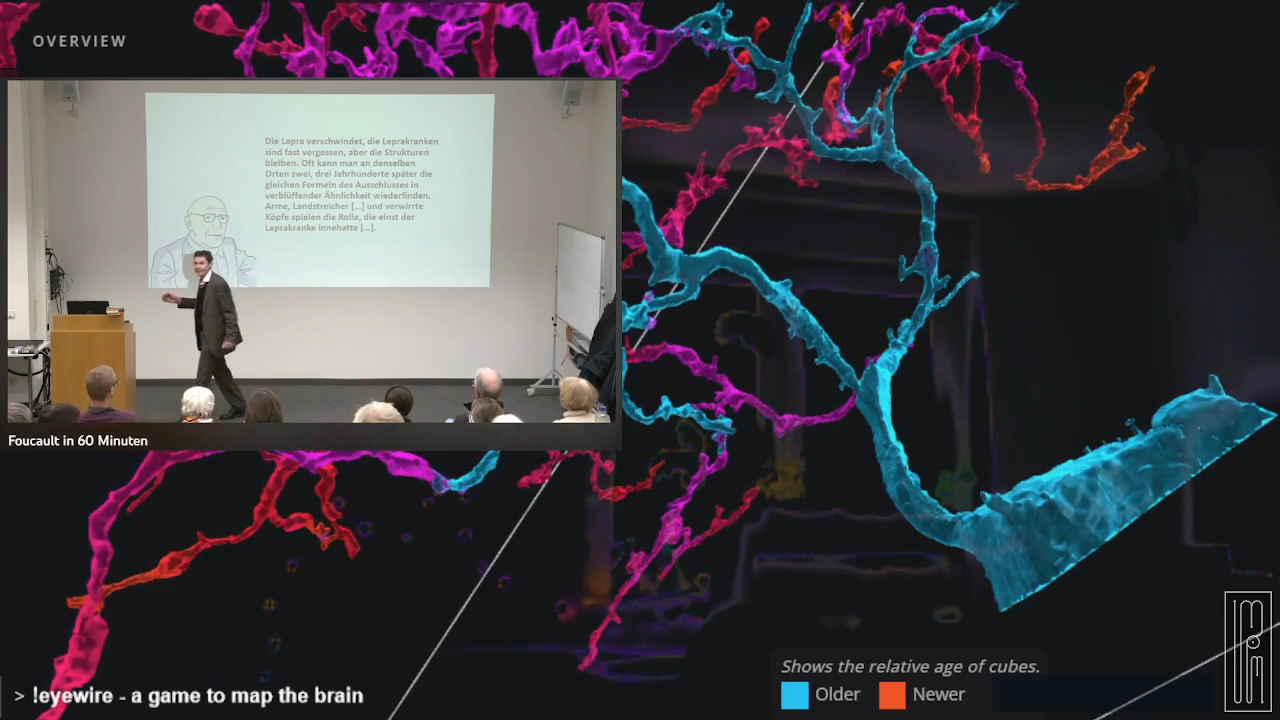 OVERVIEW
Die Lepra verschwindet, die Leprakranken
sind fast vergessen, aber die Strukturen
bleiben. Oft kann man an denselben
Orten zwei, drei Jahrhunderte später die
gleichen Formeln des Ausschlusses in
verblüffender Ähnlichkeit wiederfinden.
Arme, Landstreicher [...] und verwirrte
Köpfe spielen die Rolle, die einst der
Leprakranke innehatte [...].
Foucault in 60 Minuten
> !eyewire - a game to map the brain
Shows the relative age of cubes.
Older Newer